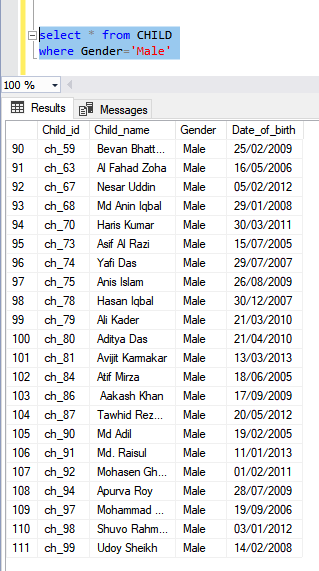 select * from CHILD
where Gender='Male'
100 %
Results Messages
Child_id Child_name Gender Date_of_birth
90 ch_59 Bevan Bhatt... Male 25/02/2009
91 ch_63 Al Fahad Zoha Male 16/05/2006
92 ch_67 Nesar Uddin Male 05/02/2012
93 ch_68 Md Anin Iqbal Male 29/01/2008
94 ch_70 Haris Kumar Male 30/03/2011
95 ch_73 Asif Al Razi Male 15/07/2005
96 ch_74 Yafi Das Male 29/07/2007
97 ch_75 Anis Islam Male 26/08/2009
98 ch_78 Hasan Iqbal Male 30/12/2007
99 ch_79 Ali Kader Male 21/03/2010
100 ch_80 Aditya Das Male 21/04/2010
101 ch_81 Avijit Karmakar Male 13/03/2013
102 ch_84 Atif Mirza Male 18/06/2005
103 ch_86 Aakash Khan Male 17/09/2009
104 ch_87 Tawhid Rez... Male 20/05/2012
105 ch_90 Md Adil Male 19/02/2005
106 ch_91 Md. Raisul Male 11/01/2013
107 ch_92 Mohasen Gh... Male 01/02/2011
108 ch_94 Apurva Roy Male 28/07/2009
109 ch_97 Mohammad ... Male 19/09/2006
110 ch_98 Shuvo Rahm... Male 03/01/2012
111 ch_99 Udoy Sheikh Male 14/02/2008